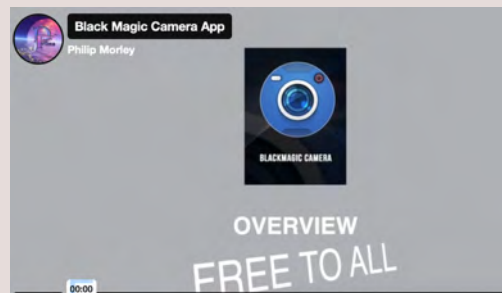 Black Magic Camera App
Philip Morley
BLACKMAGIC CAMERA
OVERVIEW
FREE TO ALL
00:00